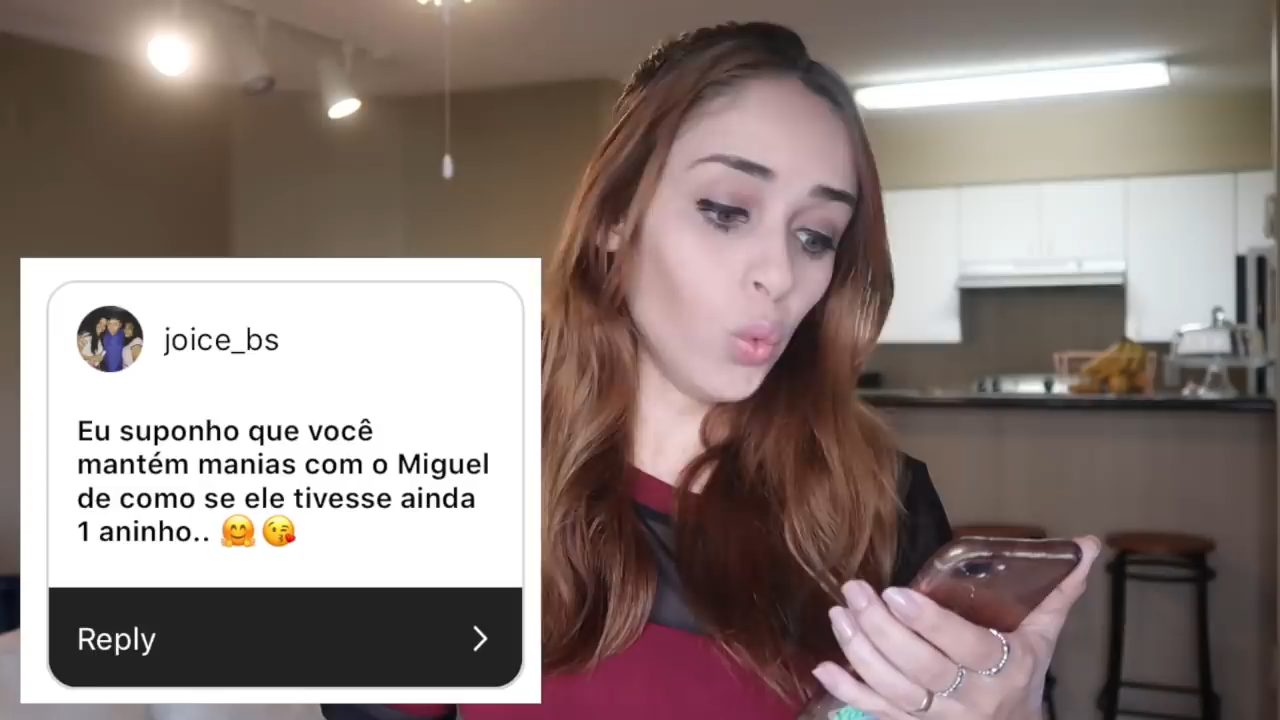 joice_bs
Eu suponho que você
mantém manias com o Miguel
de como se ele tivesse ainda
1 aninho.. 🤗😘
Reply